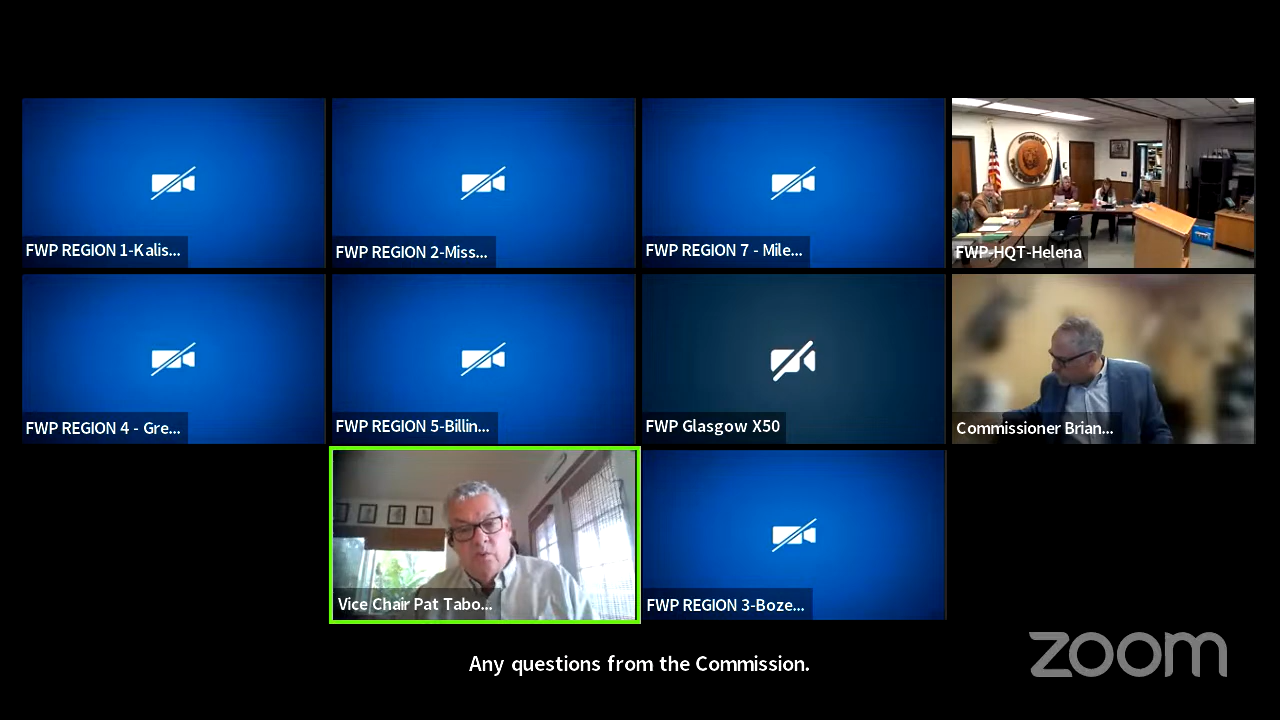 FWP REGION 1-Kalis...
FWP REGION 2-Miss...
FWP REGION 7 - Mile...
FWP-HQT-Helena
FWP REGION 4 - Gre...
FWP REGION 5-Billin...
FWP Glasgow X50
Commissioner Brian...
Vice Chair Pat Tabo...
FWP REGION 3-Boze...
Any questions from the Commission.
zoom